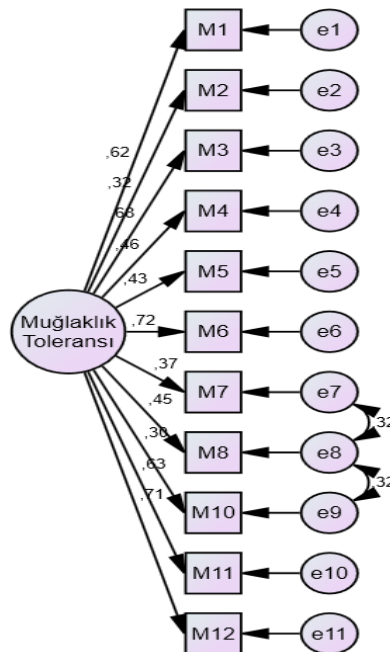 M1
e1
M2
e2
,62
M3
e3
,32
,68
M4
e4
,46
,43
M5
e5
Muğlaklık
Toleransı
,72
M6
e6
,37
M7
e7
,45
,32
,30
M8
e8
,63
,32
,71
M10
e9
M11
e10
M12
e11